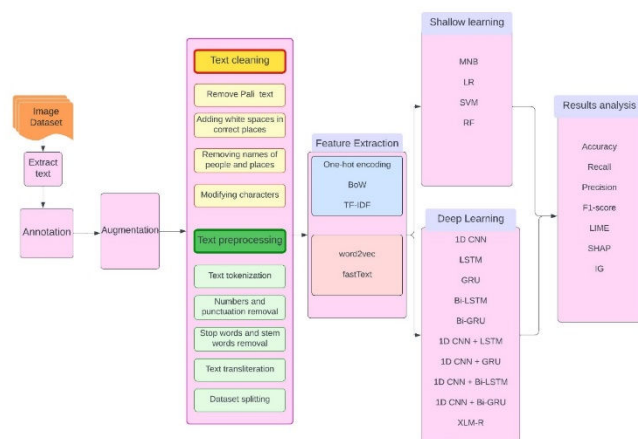 Image
Dataset
Extract
text
Annotation
Augmentation
Text cleaning
Remove Pali text
Adding white spaces in
correct places
Removing names of
people and places
Modifying characters
Text preprocessing
Text tokenization
Numbers and
punctuation removal
Stop words and stem
words removal
Text transliteration
Dataset splitting
Feature Extraction
One-hot encoding
BoW
TF-IDF
word2vec
fastText
Shallow learning
MNB
LR
SVM
RF
Deep Learning
1D CNN
LSTM
GRU
Bi-LSTM
Bi-GRU
1D CNN + LSTM
1D CNN + GRU
1D CNN + Bi-LSTM
1D CNN + Bi-GRU
XLM-R
Results analysis
Accuracy
Recall
Precision
F1-score
LIME
SHAP
IG